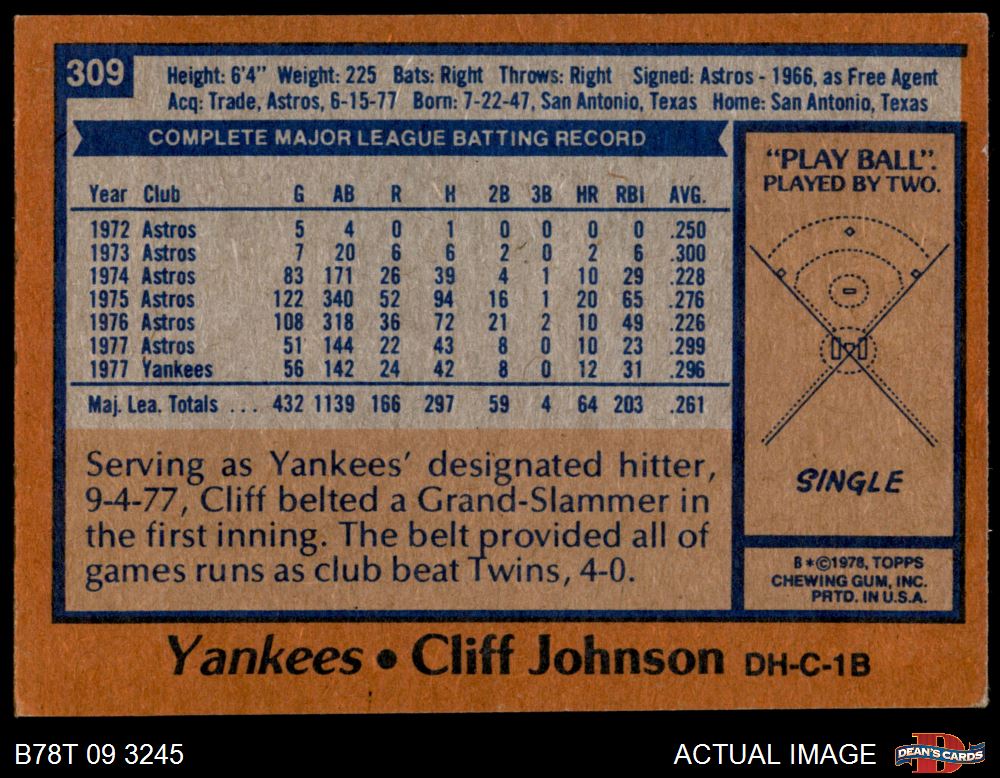 309
Height: 6'4" Weight: 225 Bats: Right Throws: Right Signed: Astros - 1966, as Free Agent
Acq: Trade, Astros, 6-15-77 Born: 7-22-47, San Antonio, Texas Home: San Antonio, Texas
COMPLETE MAJOR LEAGUE BATTING RECORD
Year Club G AB R H 2B 3B HR RBI AVG.
1972 Astros 5 4 0 1 0 0 0 0 .250
1973 Astros 7 20 6 6 2 0 2 6 .300
1974 Astros 83 171 26 39 4 1 10 29 .228
1975 Astros 122 340 52 94 16 1 20 65 .276
1976 Astros 108 318 36 72 21 2 10 49 .226
1977 Astros 51 144 22 43 8 0 10 23 .299
1977 Yankees 56 142 24 42 8 0 12 31 .296
Maj. Lea. Totals ... 432 1139 166 297 59 4 64 203 .261
Serving as Yankees' designated hitter,
9-4-77, Cliff belted a Grand-Slammer in
the first inning. The belt provided all of
games runs as club beat Twins, 4-0.
"PLAY BALL".
PLAYED BY TWO.
SINGLE
B*©1978, TOPPS
CHEWING GUM, INC.
PRTD. IN U.S.A.
Yankees • Cliff Johnson DH-C-1B
B78T 09 3245
ACTUAL IMAGE
D
DEAN'S CARDS